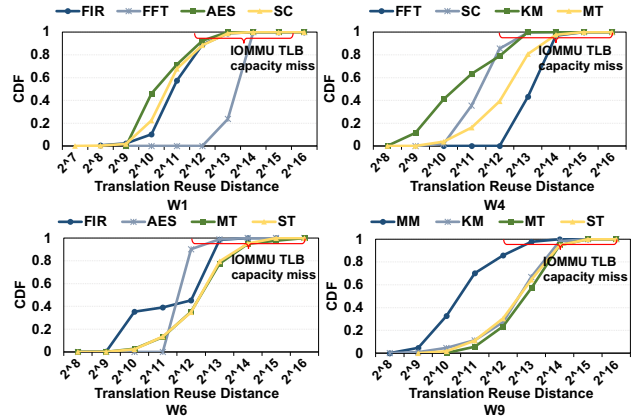 FIR FFT AES SC
CDF
1
0.8
0.6
0.4
0.2
0
IOMMU TLB
capacity miss
2^7 2^8 2^9 2^10 2^11 2^12 2^13 2^14 2^15 2^16
Translation Reuse Distance
W1
FFT SC KM MT
CDF
1
0.8
0.6
0.4
0.2
0
IOMMU TLB
capacity miss
2^8 2^9 2^10 2^11 2^12 2^13 2^14 2^15 2^16
Translation Reuse Distance
W4
FIR AES MT ST
CDF
1
0.8
0.6
0.4
0.2
0
IOMMU TLB
capacity miss
2^8 2^9 2^10 2^11 2^12 2^13 2^14 2^15 2^16
Translation Reuse Distance
W6
MM KM MT ST
CDF
1
0.8
0.6
0.4
0.2
0
IOMMU TLB
capacity miss
2^8 2^9 2^10 2^11 2^12 2^13 2^14 2^15 2^16
Translation Reuse Distance
W9